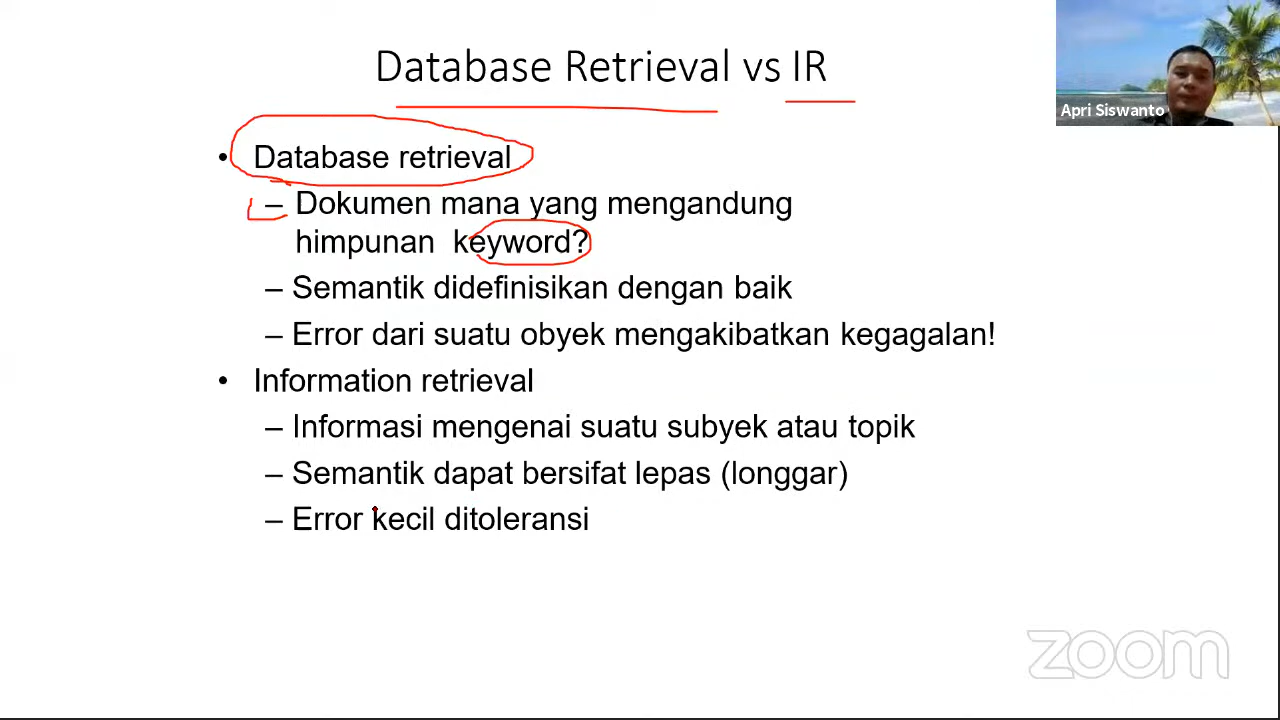 Database Retrieval vs IR
Apri Siswanto
• Database retrieval
– Dokumen mana yang mengandung
himpunan keyword?
– Semantik didefinisikan dengan baik
– Error dari suatu obyek mengakibatkan kegagalan!
• Information retrieval
– Informasi mengenai suatu subyek atau topik
– Semantik dapat bersifat lepas (longgar)
– Error kecil ditoleransi
zoom